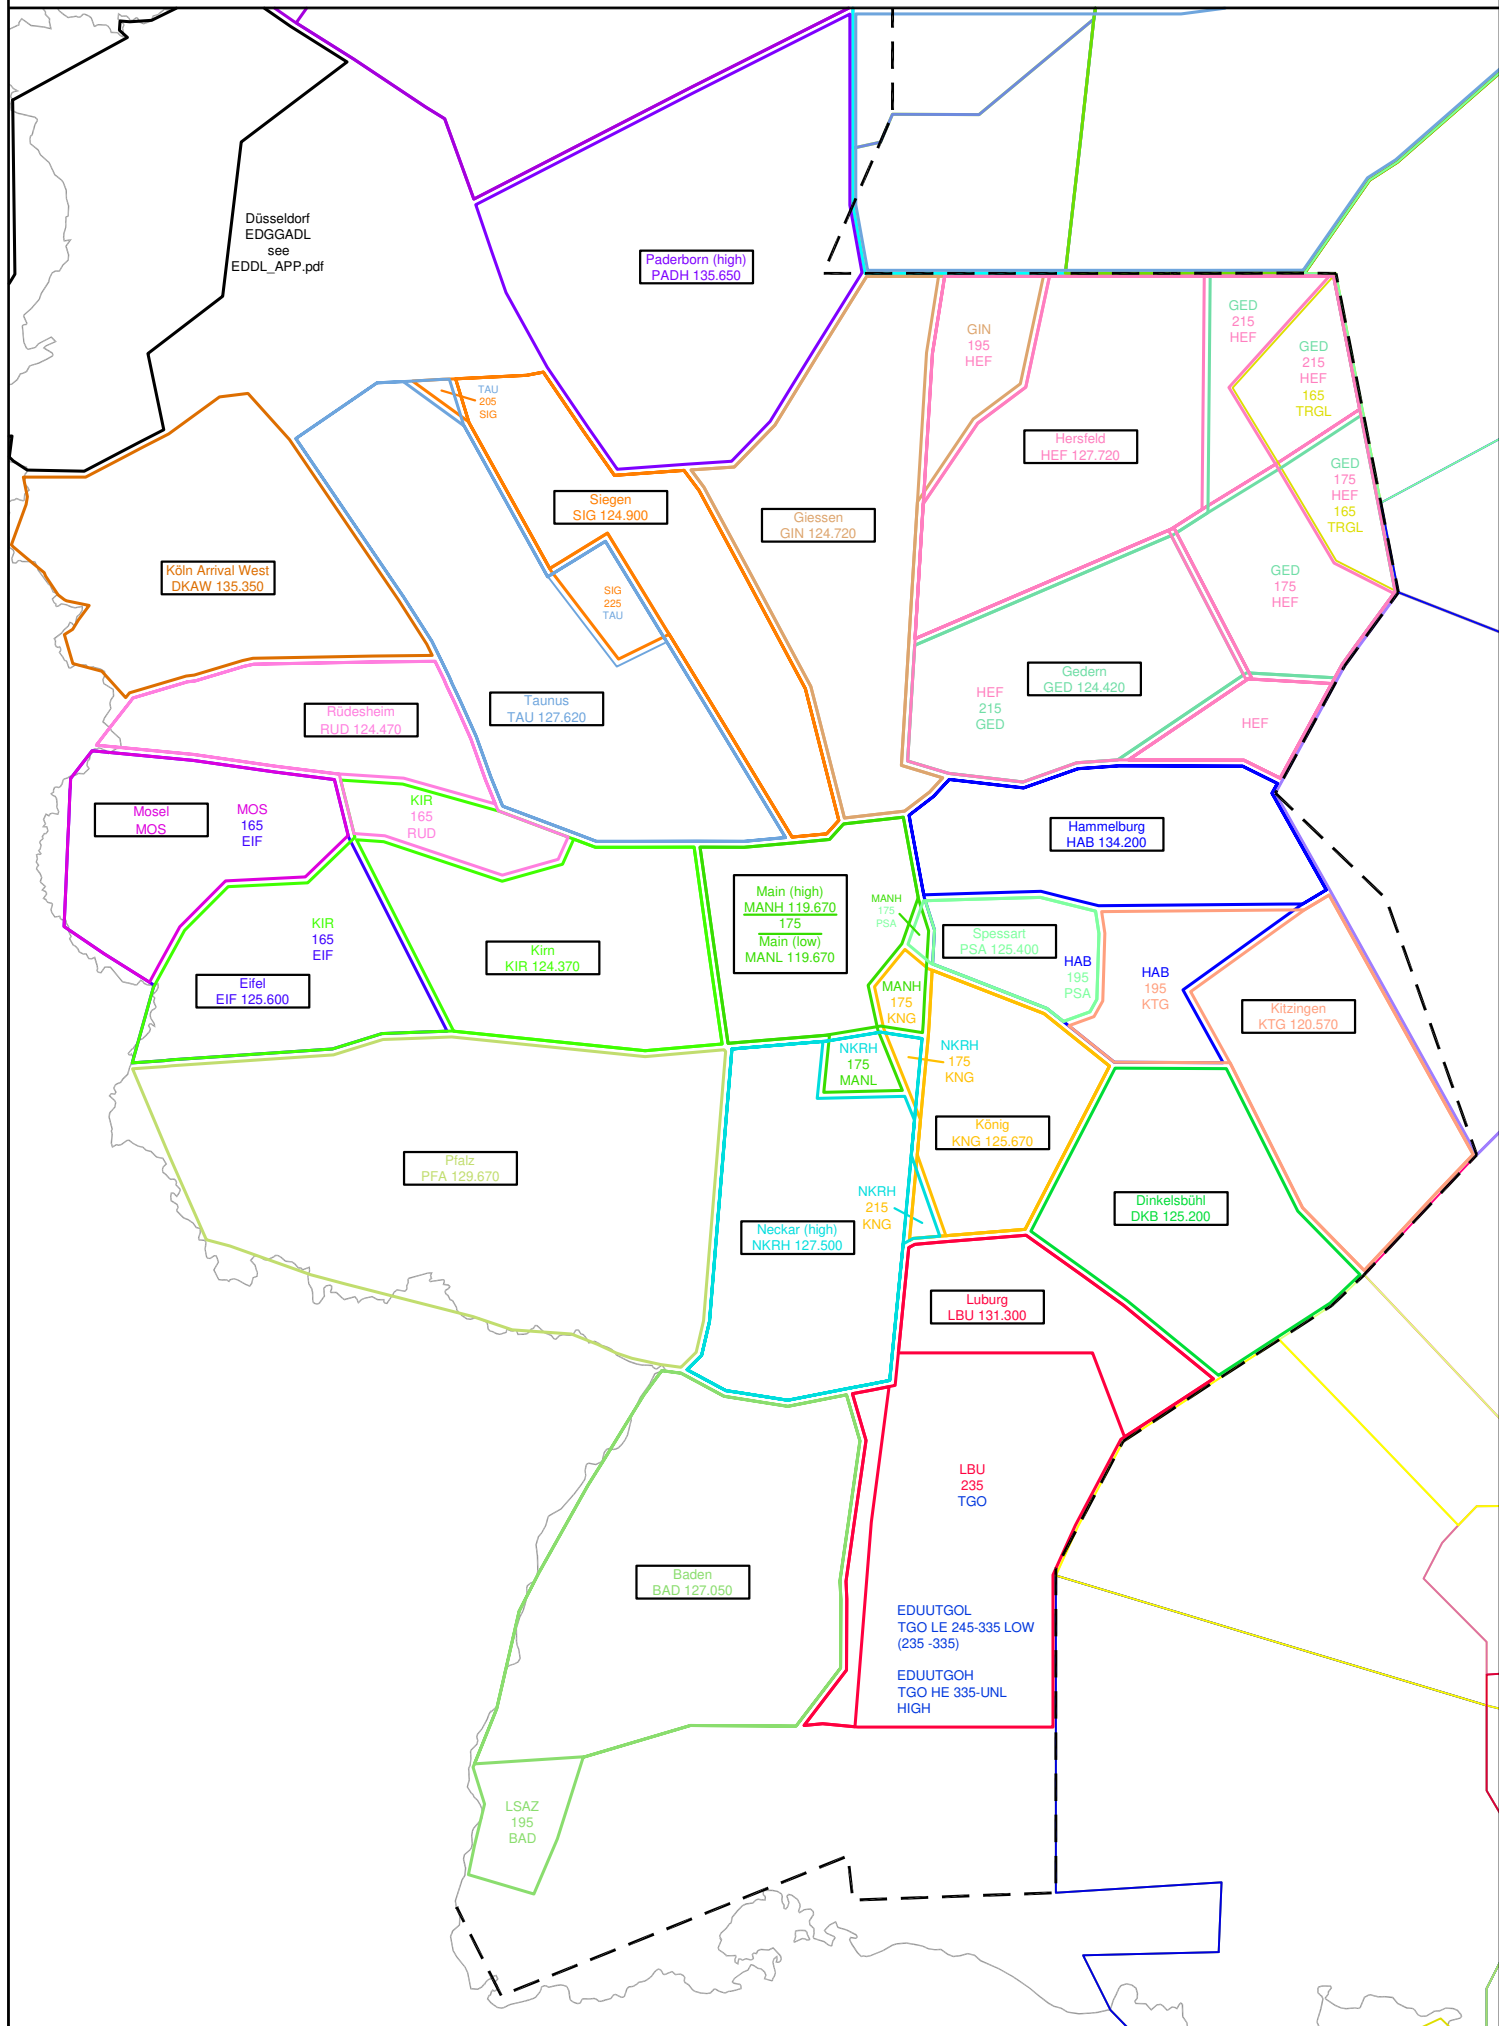 Düsseldorf
EDGGADL
see
EDDL_APP.pdf
Paderborn (high)
PADH 135.650
GIN
195
HEF
GED
215
HEF
GED
215
HEF
165
TRGL
TAU
205
SIG
Hersfeld
HEF 127.720
Siegen
SIG 124.900
Giessen
GIN 124.720
GED
175
HEF
165
TRGL
Köln Arrival West
DKAW 135.350
SIG
225
TAU
GED
175
HEF
Gedern
GED 124.420
HEF
215
GED
HEF
Rüdesheim
RUD 124.470
Taunus
TAU 127.620
Mosel
MOS
MOS
165
EIF
KIR
165
RUD
Hammelburg
HAB 134.200
Main (high)
MANH 119.670
175
Main (low)
MANL 119.670
MANH
175
PSA
Spessart
PSA 125.400
KIR
165
EIF
Kirn
KIR 124.370
HAB
195
PSA
HAB
195
KTG
Eifel
EIF 125.600
MANH
175
KNG
Kitzingen
KTG 120.570
NKRH
175
MANL
NKRH
175
KNG
König
KNG 125.670
Pfalz
PFA 129.670
NKRH
215
KNG
Dinkelsbühl
DKB 125.200
Neckar (high)
NKRH 127.500
Luburg
LBU 131.300
LBU
235
TGO
Baden
BAD 127.050
EDUUTGOL
TGO LE 245-335 LOW
(235 -335)
EDUUTGOH
TGO HE 335-UNL
HIGH
LSAZ
195
BAD